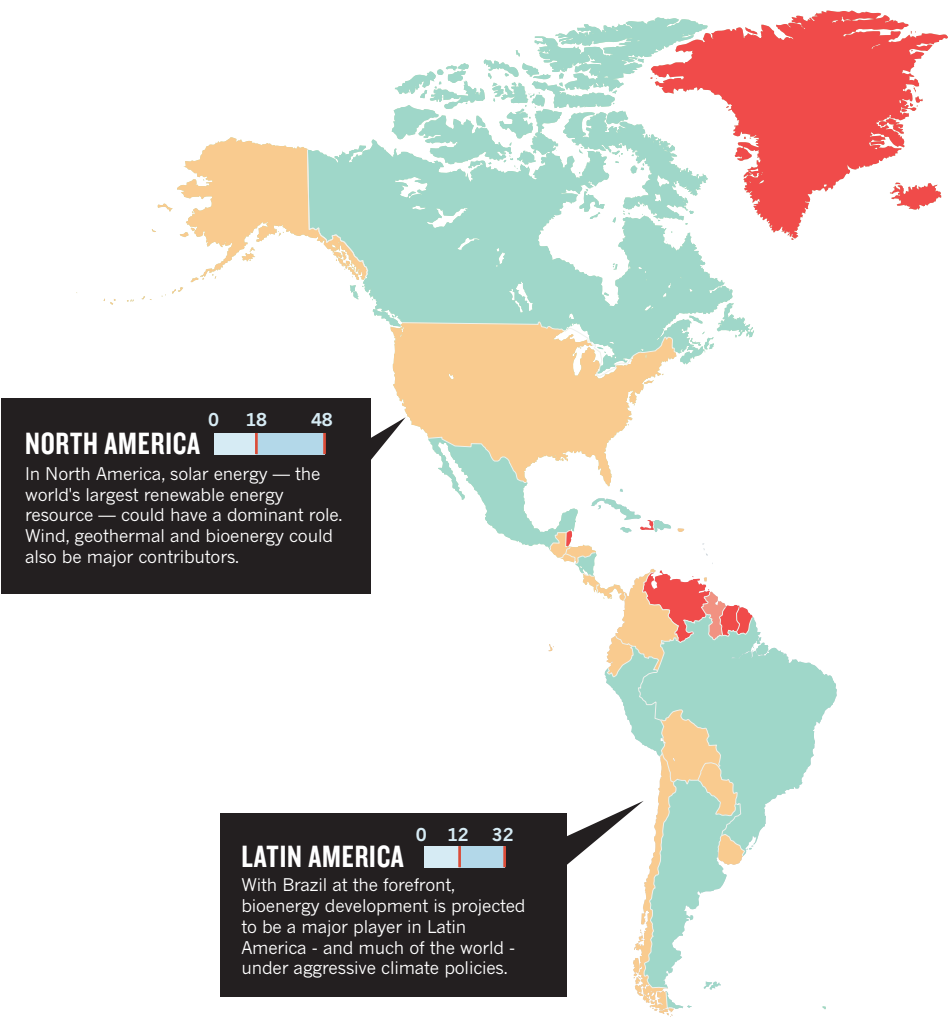 0 18 48
NORTH AMERICA
In North America, solar energy — the
world's largest renewable energy
resource — could have a dominant role.
Wind, geothermal and bioenergy could
also be major contributors.
0 12 32
LATIN AMERICA
With Brazil at the forefront,
bioenergy development is projected
to be a major player in Latin
America - and much of the world -
under aggressive climate policies.